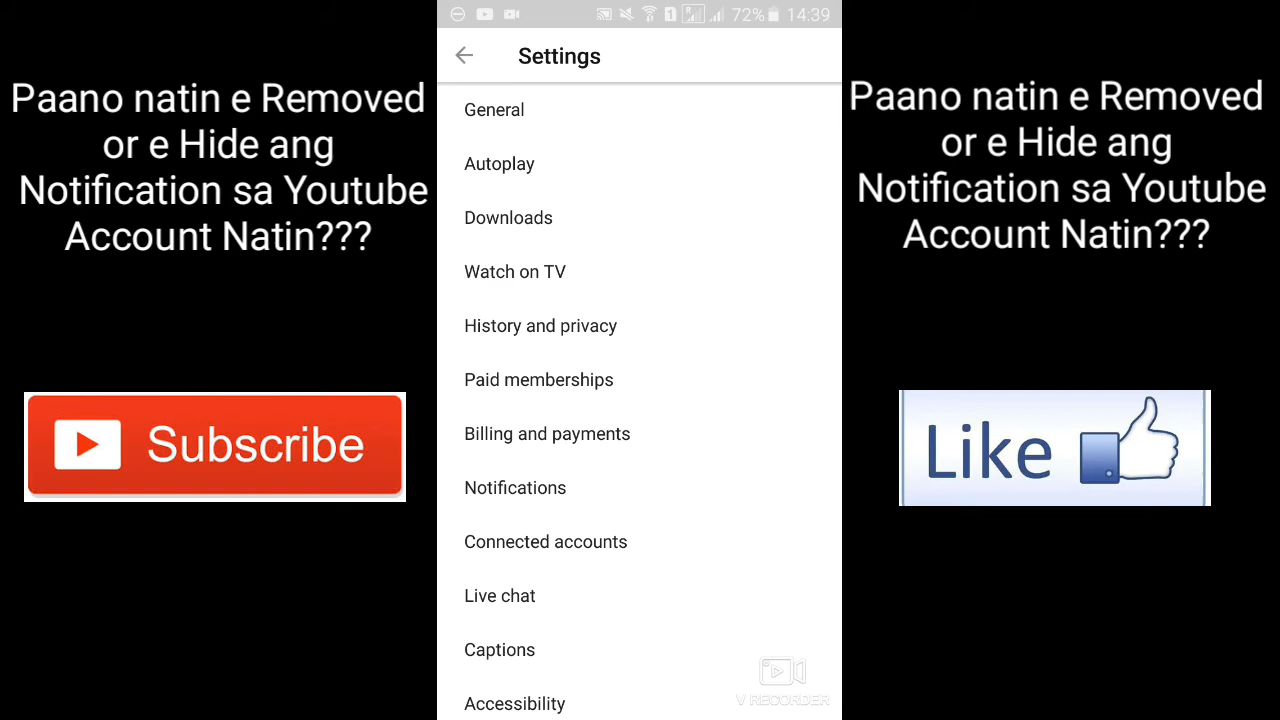 Paano natin e Removed
or e Hide ang
Notification sa Youtube
Account Natin???
Subscribe
1
72%
14:39
Settings
General
Autoplay
Downloads
Watch on TV
History and privacy
Paid memberships
Billing and payments
Notifications
Connected accounts
Live chat
Captions
Accessibility
V RECORDER
Paano natin e Removed
or e Hide ang
Notification sa Youtube
Account Natin???
Like